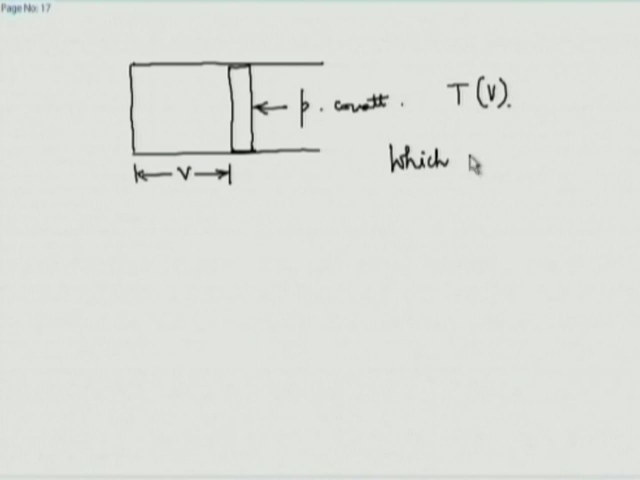 Page No: 17
p. constt. T(V).
V
Which